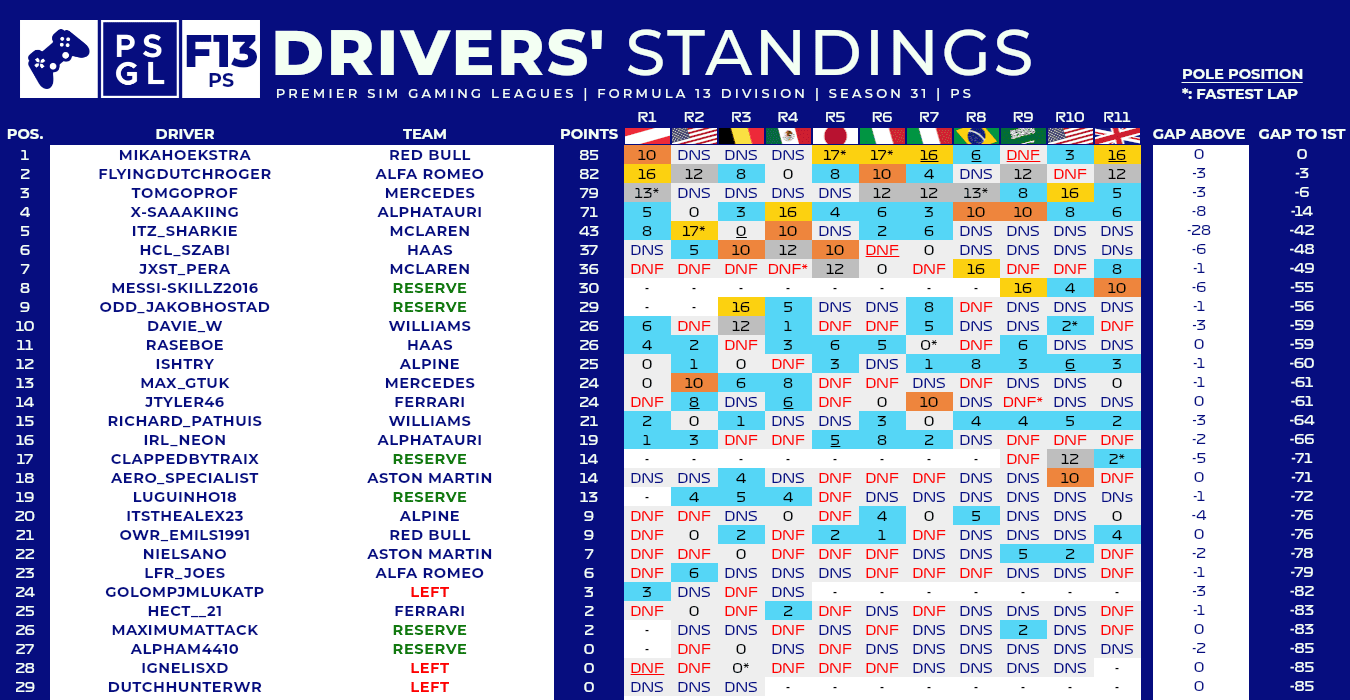 PS GL
F13 PS
DRIVERS' STANDINGS
PREMIER SIM GAMING LEAGUES | FORMULA 13 DIVISION | SEASON 31 | PS
POLE POSITION
*: FASTEST LAP
R1 R2 R3 R4 R5 R6 R7 R8 R9 R10 R11
POS. DRIVER TEAM POINTS GAP ABOVE GAP TO 1ST
1 MIKAHOEKSTRA RED BULL 85 10 DNS DNS DNS 17* 17* 16 6 DNF 3 16 0 0
2 FLYINGDUTCHROGER ALFA ROMEO 82 16 12 8 0 8 10 4 DNS 12 DNF 12 -3 -3
3 TOMGOPROF MERCEDES 79 13* DNS DNS DNS DNS 12 12 13* 8 16 5 -3 -6
4 X-SAAAKIING ALPHATAURI 71 5 0 3 16 4 6 3 10 10 8 6 -8 -14
5 ITZ_SHARKIE MCLAREN 43 8 17* 0 10 DNS 2 6 DNS DNS DNS DNS -28 -42
6 HCL_SZABI HAAS 37 DNS 5 10 12 10 DNF 0 DNS DNS DNS DNs -6 -48
7 JXST_PERA MCLAREN 36 DNF DNF DNF DNF* 12 0 DNF 16 DNF DNF 8 -1 -49
8 MESSI-SKILLZ2016 RESERVE 30 - - - - - - - - 16 4 10 -6 -55
9 ODD_JAKOBHOSTAD RESERVE 29 - - 16 5 DNS DNS 8 DNF DNS DNS DNS -1 -56
10 DAVIE_W WILLIAMS 26 6 DNF 12 1 DNF DNF 5 DNS DNS 2* DNF -3 -59
11 RASEBOE HAAS 26 4 2 DNF 3 6 5 0* DNF 6 DNS DNS 0 -59
12 ISHTRY ALPINE 25 0 1 0 DNF 3 DNS 1 8 3 6 3 -1 -60
13 MAX_GTUK MERCEDES 24 0 10 6 8 DNF DNF DNS DNF DNS DNS 0 -1 -61
14 JTYLER46 FERRARI 24 DNF 8 DNS 6 DNF 0 10 DNS DNF* DNS DNS 0 -61
15 RICHARD_PATHUIS WILLIAMS 21 2 0 1 DNS DNS 3 0 4 4 5 2 -3 -64
16 IRL_NEON ALPHATAURI 19 1 3 DNF DNF 5 8 2 DNS DNF DNF DNF -2 -66
17 CLAPPEDBYTRAIX RESERVE 14 - - - - - - - - DNF 12 2* -5 -71
18 AERO_SPECIALIST ASTON MARTIN 14 DNS DNS 4 DNS DNS DNS DNS DNS DNS 10 DNF 0 -71
19 LUGUINHO18 RESERVE 13 - 4 5 4 DNF DNS DNS DNS DNS DNS DNs -1 -72
20 ITSTHEALEX23 ALPINE 9 DNF DNF DNS 0 DNF 4 0 5 DNS DNS 0 -4 -76
21 OWR_EMILS1991 RED BULL 9 DNF 0 2 DNF 2 1 DNF DNS DNS DNS 4 0 -76
22 NIELSANO ASTON MARTIN 7 DNF DNF 0 DNF DNF DNF DNS DNS 5 2 DNF -2 -78
23 LFR_JOES ALFA ROMEO 6 DNF 6 DNS DNS DNS DNF DNF DNF DNS DNS DNF -1 -79
24 GOLOMPJMLUKATP LEFT 3 3 DNS DNF DNS - - - - - - - -3 -82
25 HECT__21 FERRARI 2 DNF 0 DNF 2 DNF DNS DNF DNS DNS DNS DNF -1 -83
26 MAXIMUMATTACK RESERVE 2 - DNS DNS DNF DNS DNF DNS DNS 2 DNS DNF 0 -83
27 ALPHAM4410 RESERVE 0 - DNF 0 DNS DNF DNS DNF DNS DNS DNS DNS -2 -85
28 IGNELISXD LEFT 0 DNF DNF 0* DNF DNF DNF DNS DNS DNS DNS - 0 -85
29 DUTCHHUNTERWR LEFT 0 DNS DNS DNS - - - - - - - - 0 -85